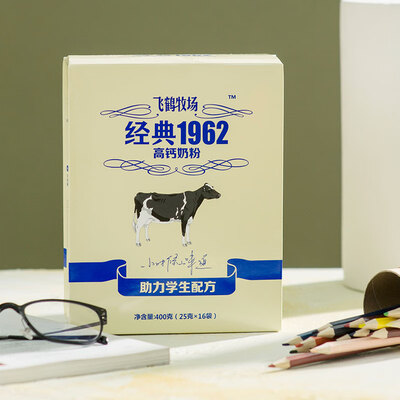 飞鹤牧场
™
经典1962
高钙奶粉
小时候的味道
助力学生配方
净含量:400克(25克×16袋)